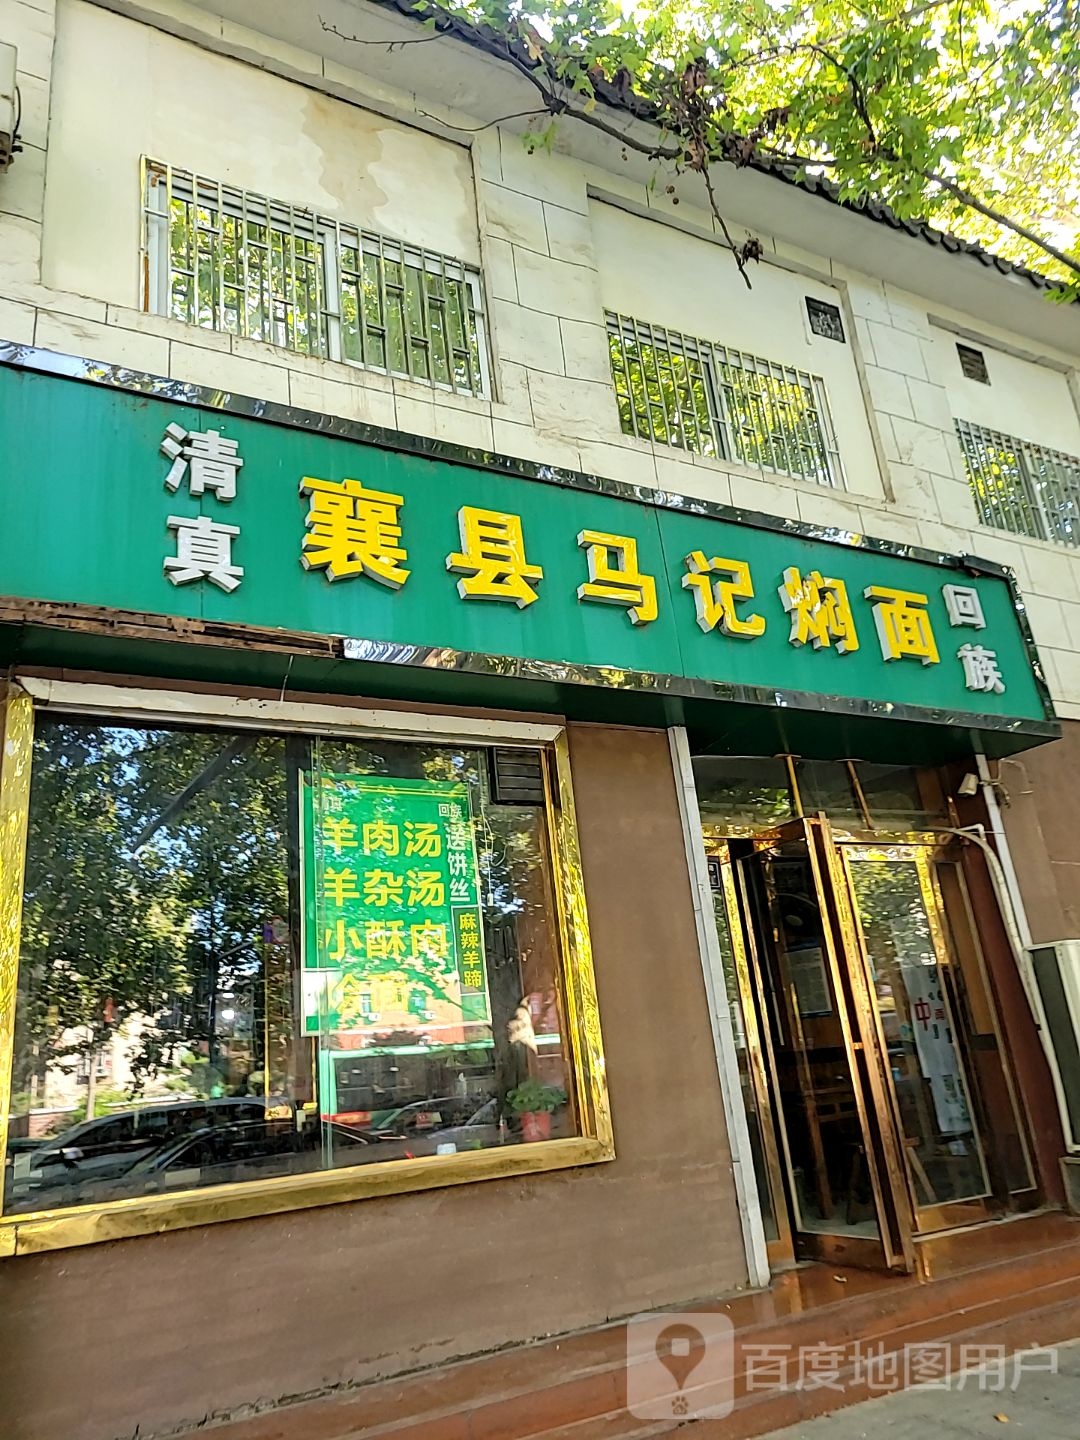 清真
襄县马记焖面
回族
回族
羊肉汤
羊杂汤
小酥肉
送饼丝
麻辣羊蹄
中
百度地图用户